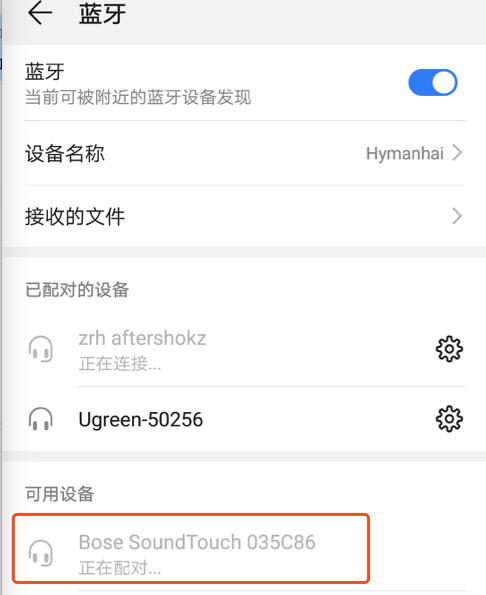 蓝牙
蓝牙
当前可被附近的蓝牙设备发现
设备名称 Hymanhai
接收的文件
已配对的设备
zrh aftershokz
正在连接...
Ugreen-50256
可用设备
Bose SoundTouch 035C86
正在配对...